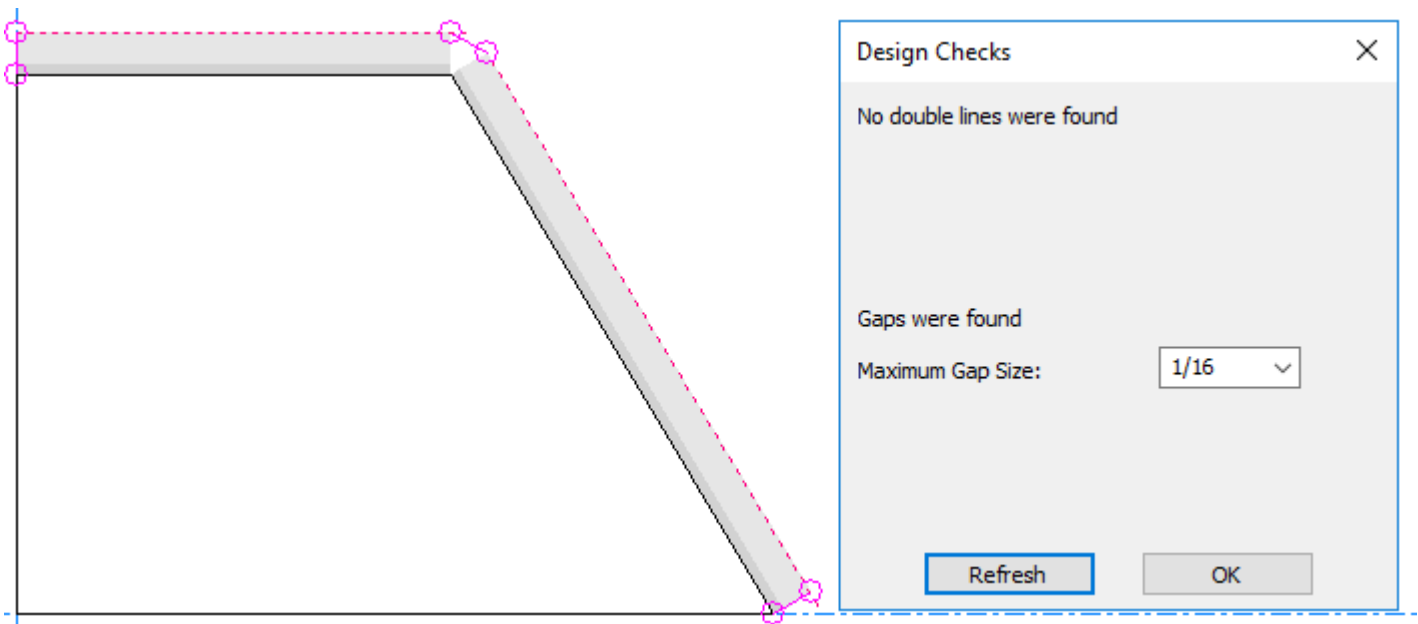 Design Checks
No double lines were found
Gaps were found
Maximum Gap Size: 1/16
Refresh OK